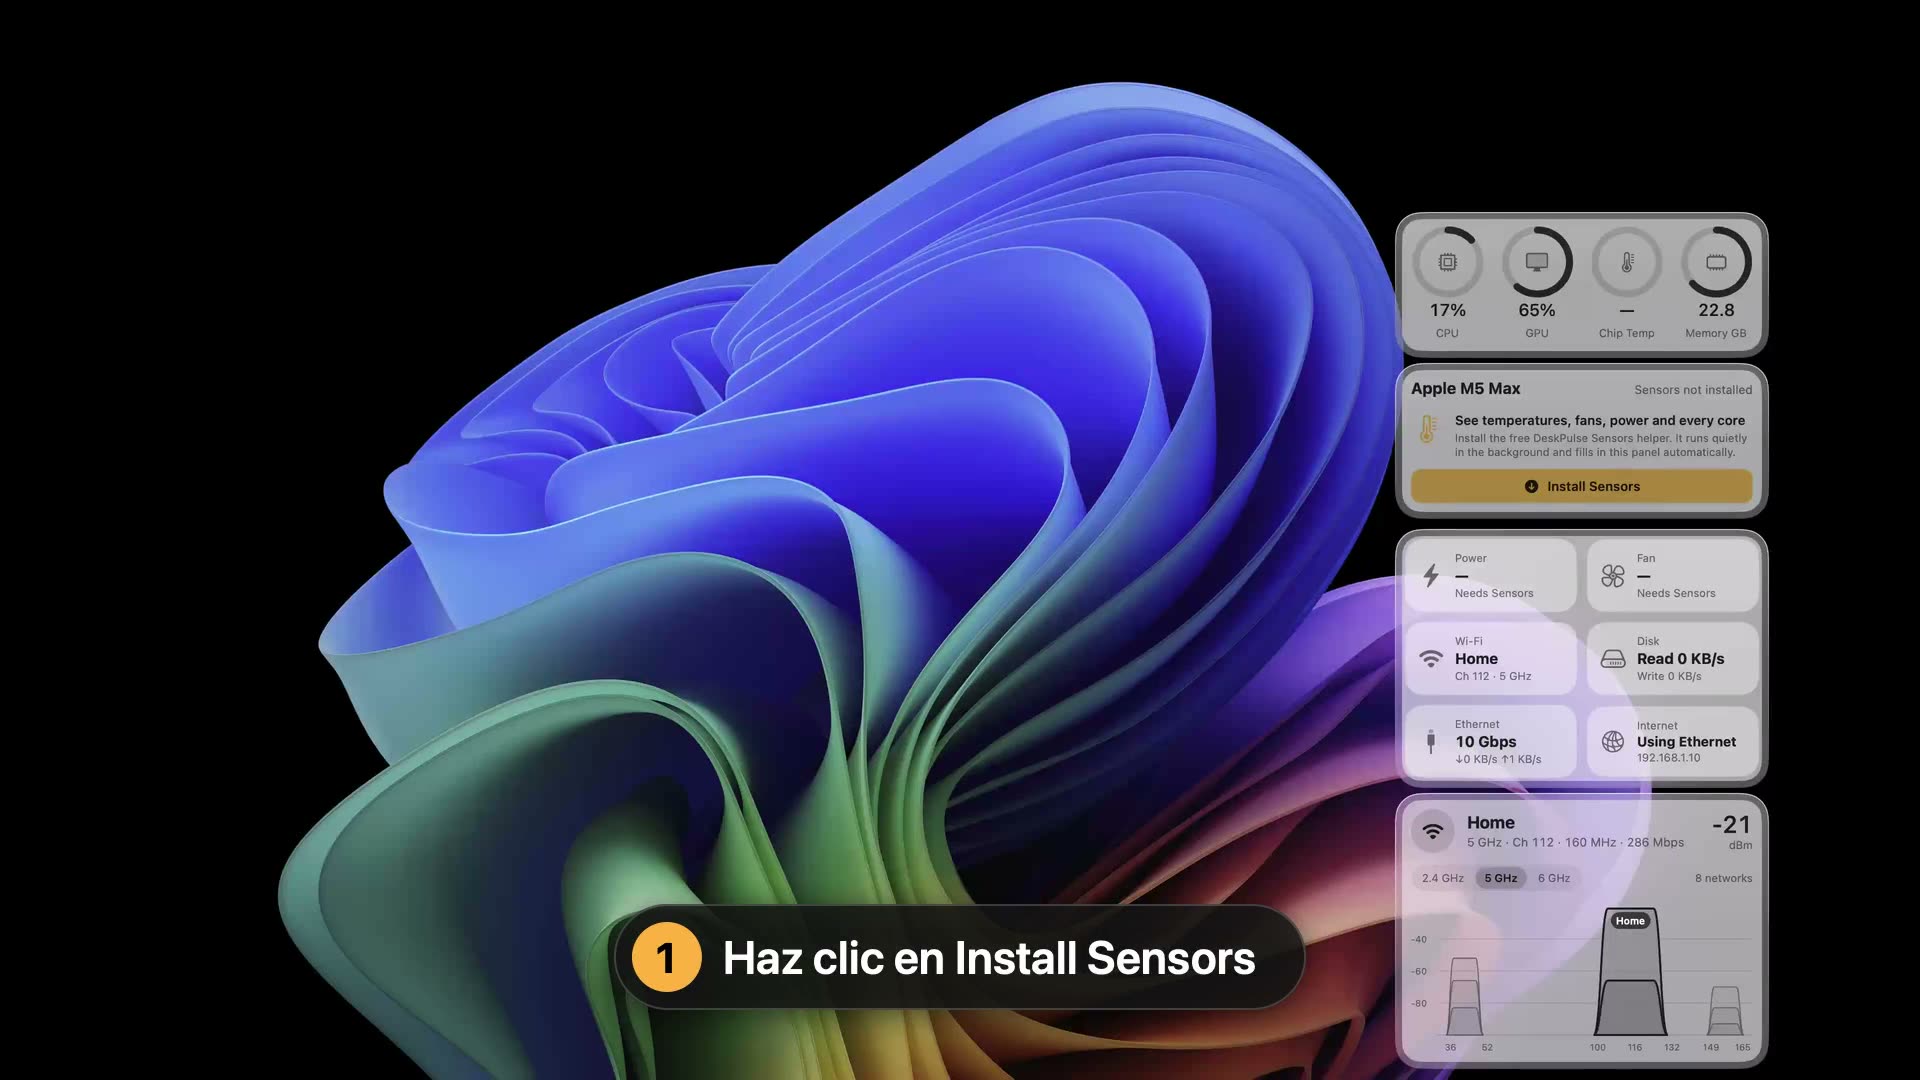 17%
CPU
65%
GPU
—
Chip Temp
22.8
Memory GB
Apple M5 Max
Sensors not installed
See temperatures, fans, power and every core
Install the free DeskPulse Sensors helper. It runs quietly
in the background and fills in this panel automatically.
Install Sensors
Power
—
Needs Sensors
Fan
—
Needs Sensors
Wi-Fi
Home
Ch 112 · 5 GHz
Disk
Read 0 KB/s
Write 0 KB/s
Ethernet
10 Gbps
↓0 KB/s ↑1 KB/s
Internet
Using Ethernet
192.168.1.10
Home
5 GHz · Ch 112 · 160 MHz · 286 Mbps
-21
dBm
2.4 GHz
5 GHz
6 GHz
8 networks
Home
-40
-60
-80
36
52
100
116
132
149
165
1
Haz clic en Install Sensors